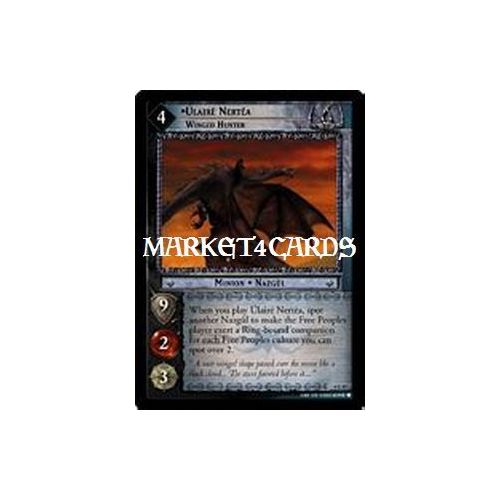 4
•Úlairë Nertëa
Winged Hunter
MARKET4CARDS
Minion • Nazgûl
9
When you play Úlairë Nertëa, spot
another Nazgûl to make the Free Peoples
player exert a Ring-bound companion
2
for each Free Peoples culture you can
spot over 2.
3
A vast winged shape passed over the moon like a
black cloud... 'The stars fainted before it...'